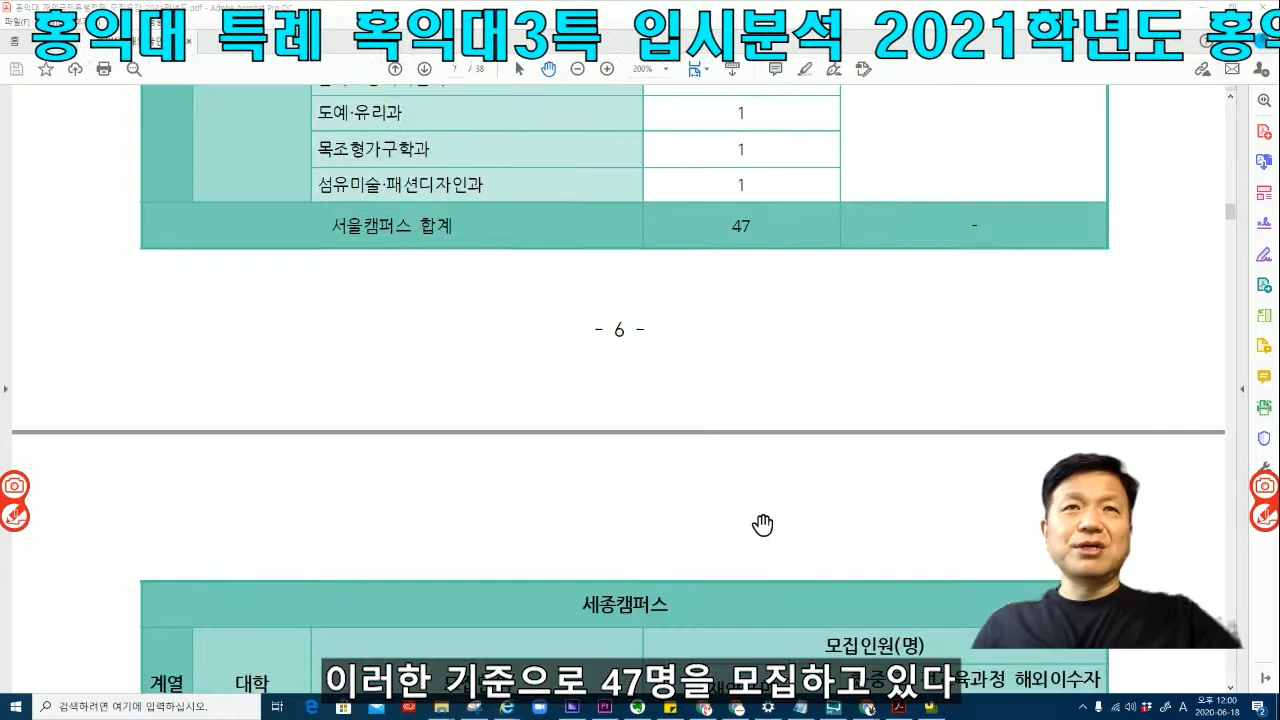 홍익대 특례 혹익대3특 입시분석 2021학년도 홍익
홈
7 / 38
200%
도예·유리과 1
목조형가구학과 1
섬유미술·패션디자인과 1
서울캠퍼스 합계 47 -
- 6 -
세종캠퍼스
모집인원(명)
계열 대학 육과정 해외이수자
이러한 기준으로 47명을 모집하고 있다
검색하려면 여기에 입력하십시오.
A 오후 12:00
2020-06-18